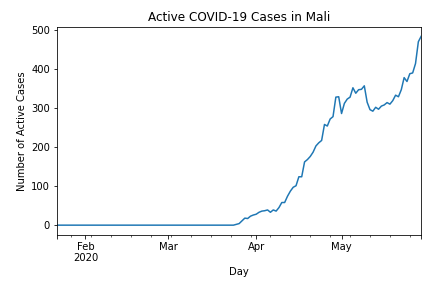 Active COVID-19 Cases in Mali
Number of Active Cases
500
400
300
200
100
0
Feb Mar Apr May
2020
Day